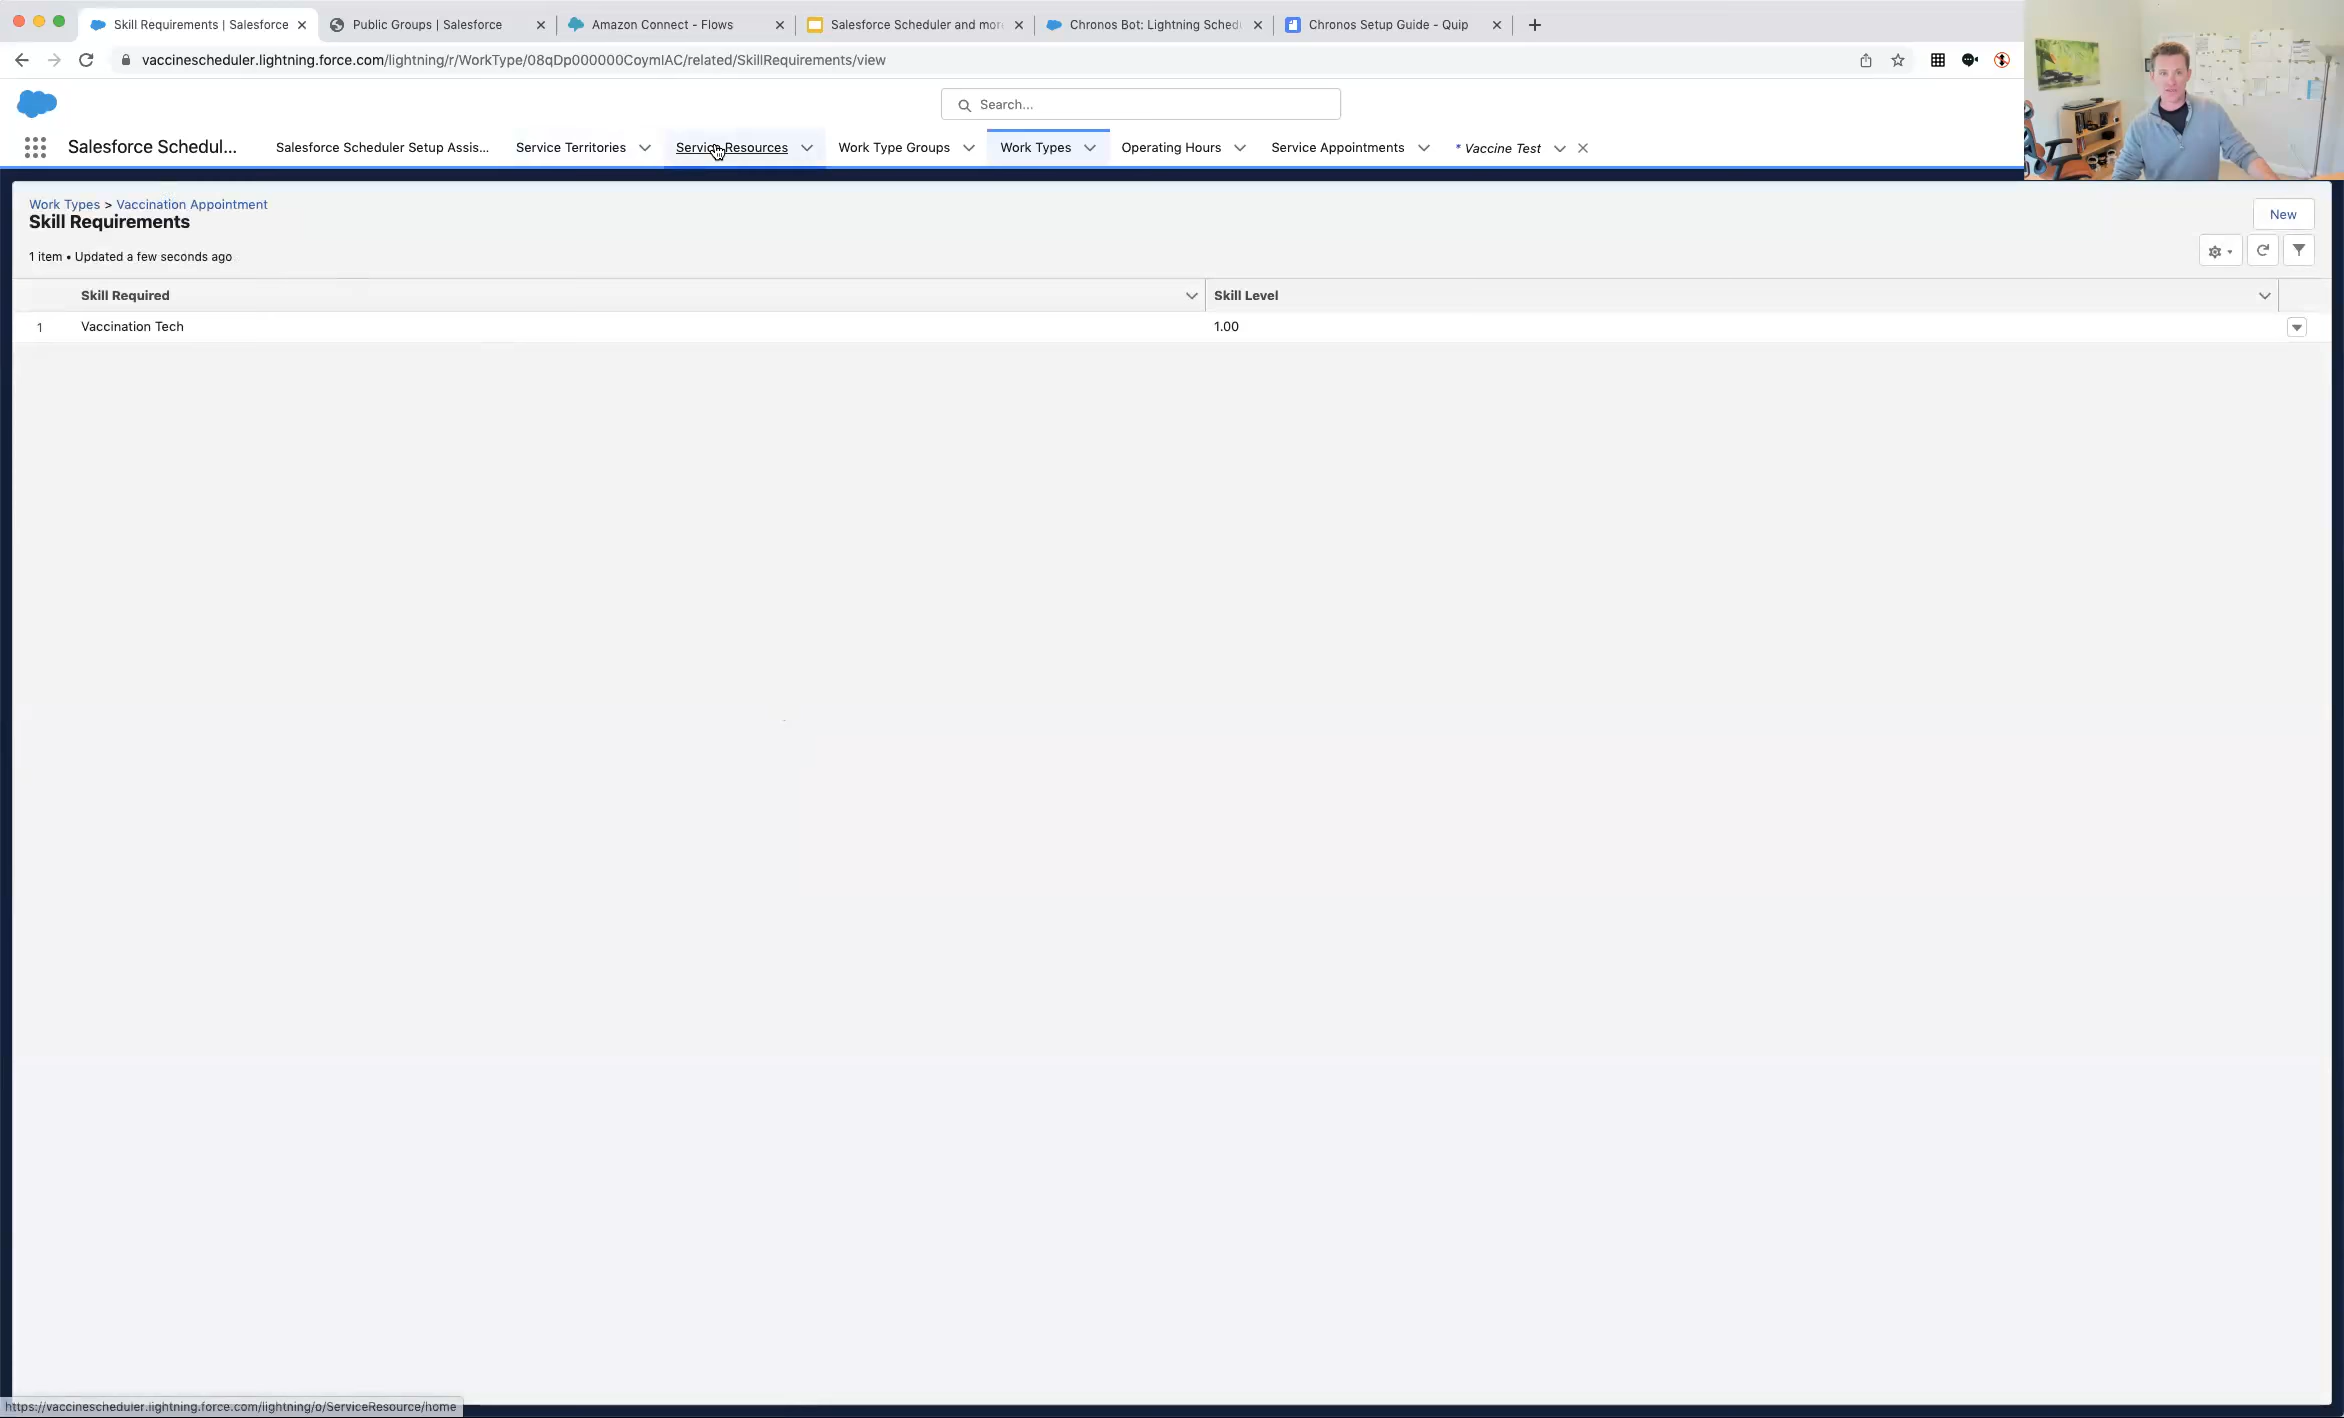 Skill Requirements | Salesforce
Public Groups | Salesforce
Amazon Connect - Flows
Salesforce Scheduler and mor
Chronos Bot: Lightning Sched
Chronos Setup Guide - Quip
vaccinescheduler.lightning.force.com/lightning/r/WorkType/08qDp000000CoymIAC/related/SkillRequirements/view
Search...
Salesforce Schedul...
Salesforce Scheduler Setup Assis...
Service Territories
Service Resources
Work Type Groups
Work Types
Operating Hours
Service Appointments
* Vaccine Test
Work Types > Vaccination Appointment
Skill Requirements
New
1 item • Updated a few seconds ago
Skill Required
Skill Level
1
Vaccination Tech
1.00
https://vaccinescheduler.lightning.force.com/lightning/o/ServiceResource/home